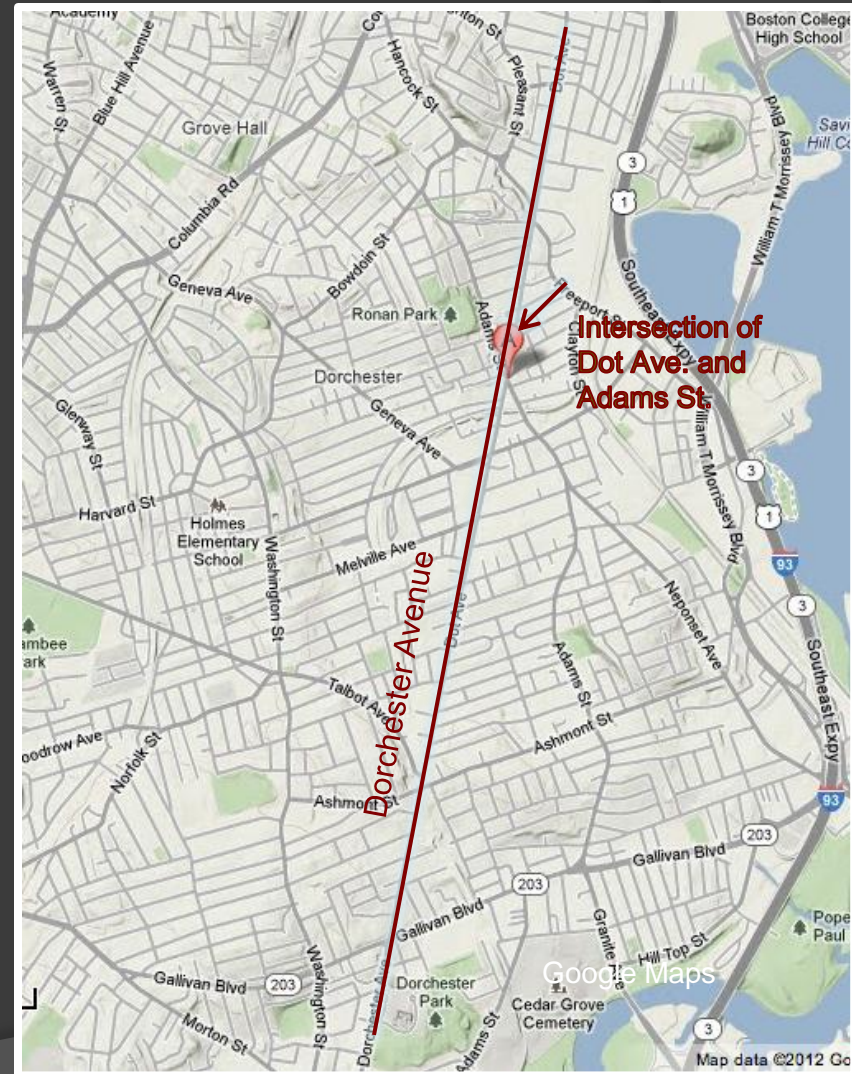 Academy
Boston College
High School
Dot Ave
Hancock St
Pleasant St
Warren St
Blue Hill Avenue
Grove Hall
William T Morrissey Blvd
3
1
Columbia Rd
Bowdoin St
Geneva Ave
Ronan Park
Adams St
Freeport St
Southeast Expy
Clayton St
Intersection of
Dot Ave. and
Adams St.
Dorchester
Geneva Ave
Glenway St
William T Morrissey Blvd
3
1
93
Harvard St
Holmes
Elementary
School
Washington St
Melville Ave
Dorchester Avenue
Dot Ave
Neponset Ave
3
Southeast Expy
Adams St
Talbot Ave
Ashmont St
Norfolk St
Ashmont St
93
203
Gallivan Blvd
203
Gallivan Blvd
Granite Ave
Hill Top St
Pope
Paul
Gallivan Blvd
203
Washington St
Dorchester
Park
Google Maps
Cedar Grove
Cemetery
Morton St
Dorchester Ave
Adams St
3
Map data ©2012 Go